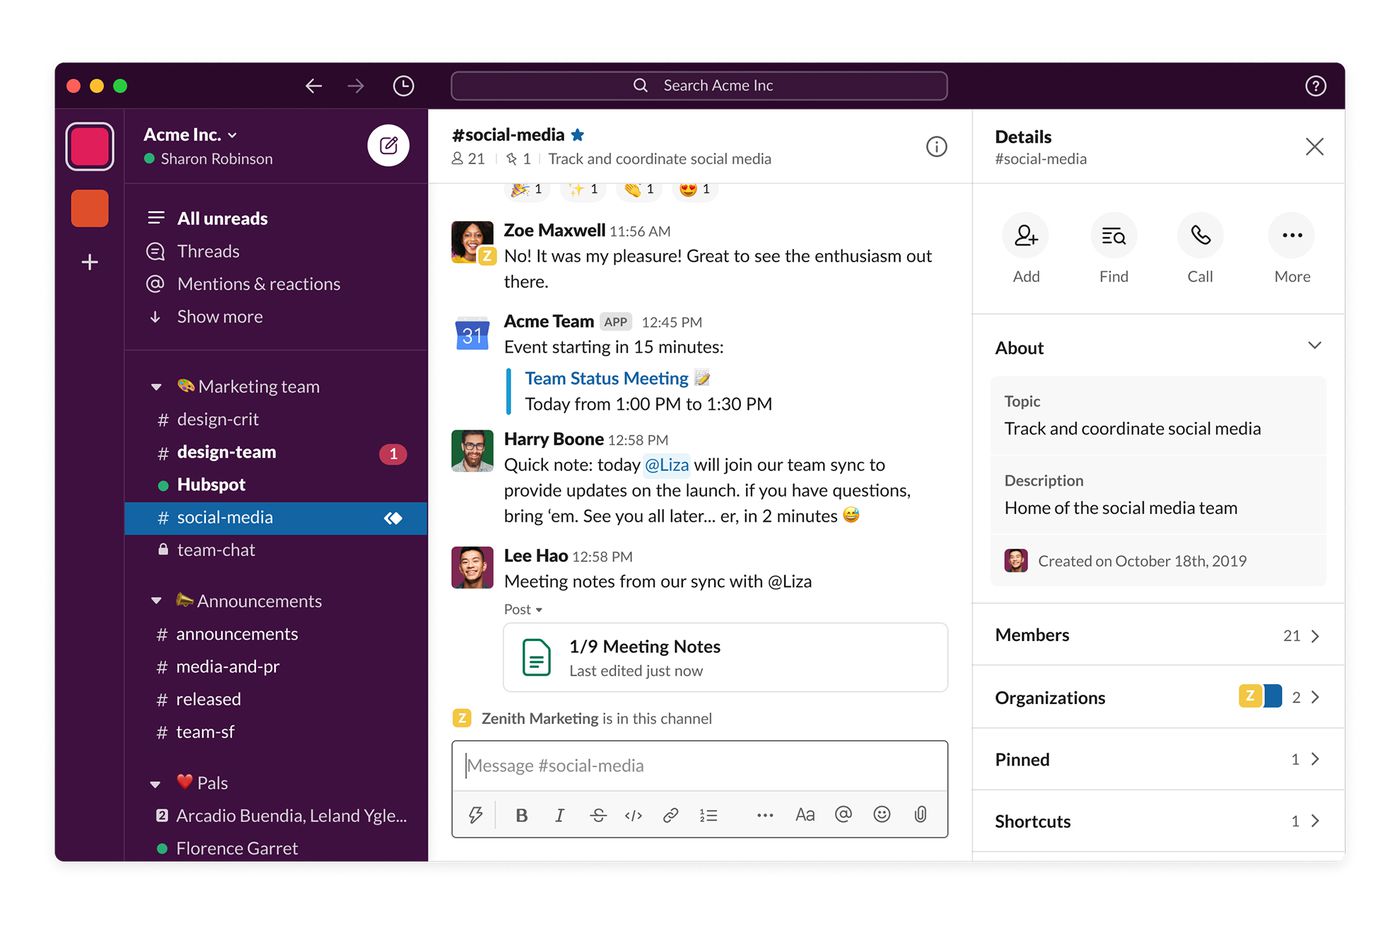 Search Acme Inc
Acme Inc.
Sharon Robinson
All unreads
Threads
Mentions & reactions
Show more
Marketing team
# design-crit
# design-team 1
Hubspot
# social-media
team-chat
Announcements
# announcements
# media-and-pr
# released
# team-sf
Pals
2 Arcadio Buendia, Leland Ygle...
Florence Garret
#social-media
21 | 1 | Track and coordinate social media
1 1 1 1
Zoe Maxwell 11:56 AM
Z
No! It was my pleasure! Great to see the enthusiasm out
there.
31
Acme Team APP 12:45 PM
Event starting in 15 minutes:
Team Status Meeting
Today from 1:00 PM to 1:30 PM
Harry Boone 12:58 PM
Quick note: today @Liza will join our team sync to
provide updates on the launch. if you have questions,
bring ‘em. See you all later... er, in 2 minutes
Lee Hao 12:58 PM
Meeting notes from our sync with @Liza
Post
1/9 Meeting Notes
Last edited just now
Z Zenith Marketing is in this channel
Message #social-media
B I S </> Aa @
Details
#social-media
Add
Find
Call
More
About
Topic
Track and coordinate social media
Description
Home of the social media team
Created on October 18th, 2019
Members 21
Organizations Z 2
Pinned 1
Shortcuts 1